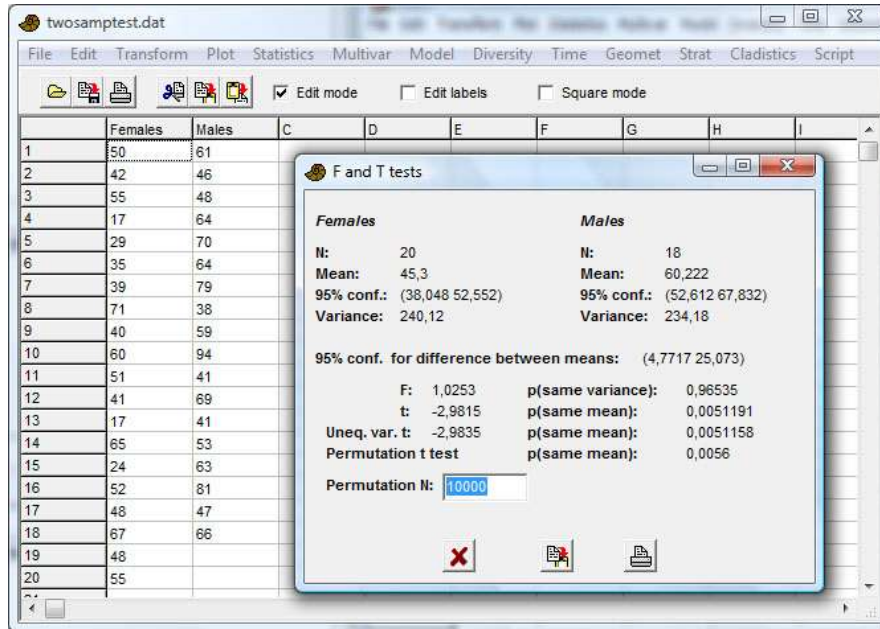 twosamptest.dat
File Edit Transform Plot Statistics Multivar Model Diversity Time Geomet Strat Cladistics Script
Edit mode Edit labels Square mode
Females Males C D E F G H I
1 50 61
2 42 46
3 55 48
4 17 64
5 29 70
6 35 64
7 39 79
8 71 38
9 40 59
10 60 94
11 51 41
12 41 69
13 17 41
14 65 53
15 24 63
16 52 81
17 48 47
18 67 66
19 48
20 55
F and T tests
Females Males
N: 20 N: 18
Mean: 45,3 Mean: 60,222
95% conf.: (38,048 52,552) 95% conf.: (52,612 67,832)
Variance: 240,12 Variance: 234,18
95% conf. for difference between means: (4,7717 25,073)
F: 1,0253 p(same variance): 0,96535
t: -2,9815 p(same mean): 0,0051191
Uneq. var. t: -2,9835 p(same mean): 0,0051158
Permutation t test p(same mean): 0,0056
Permutation N: 10000